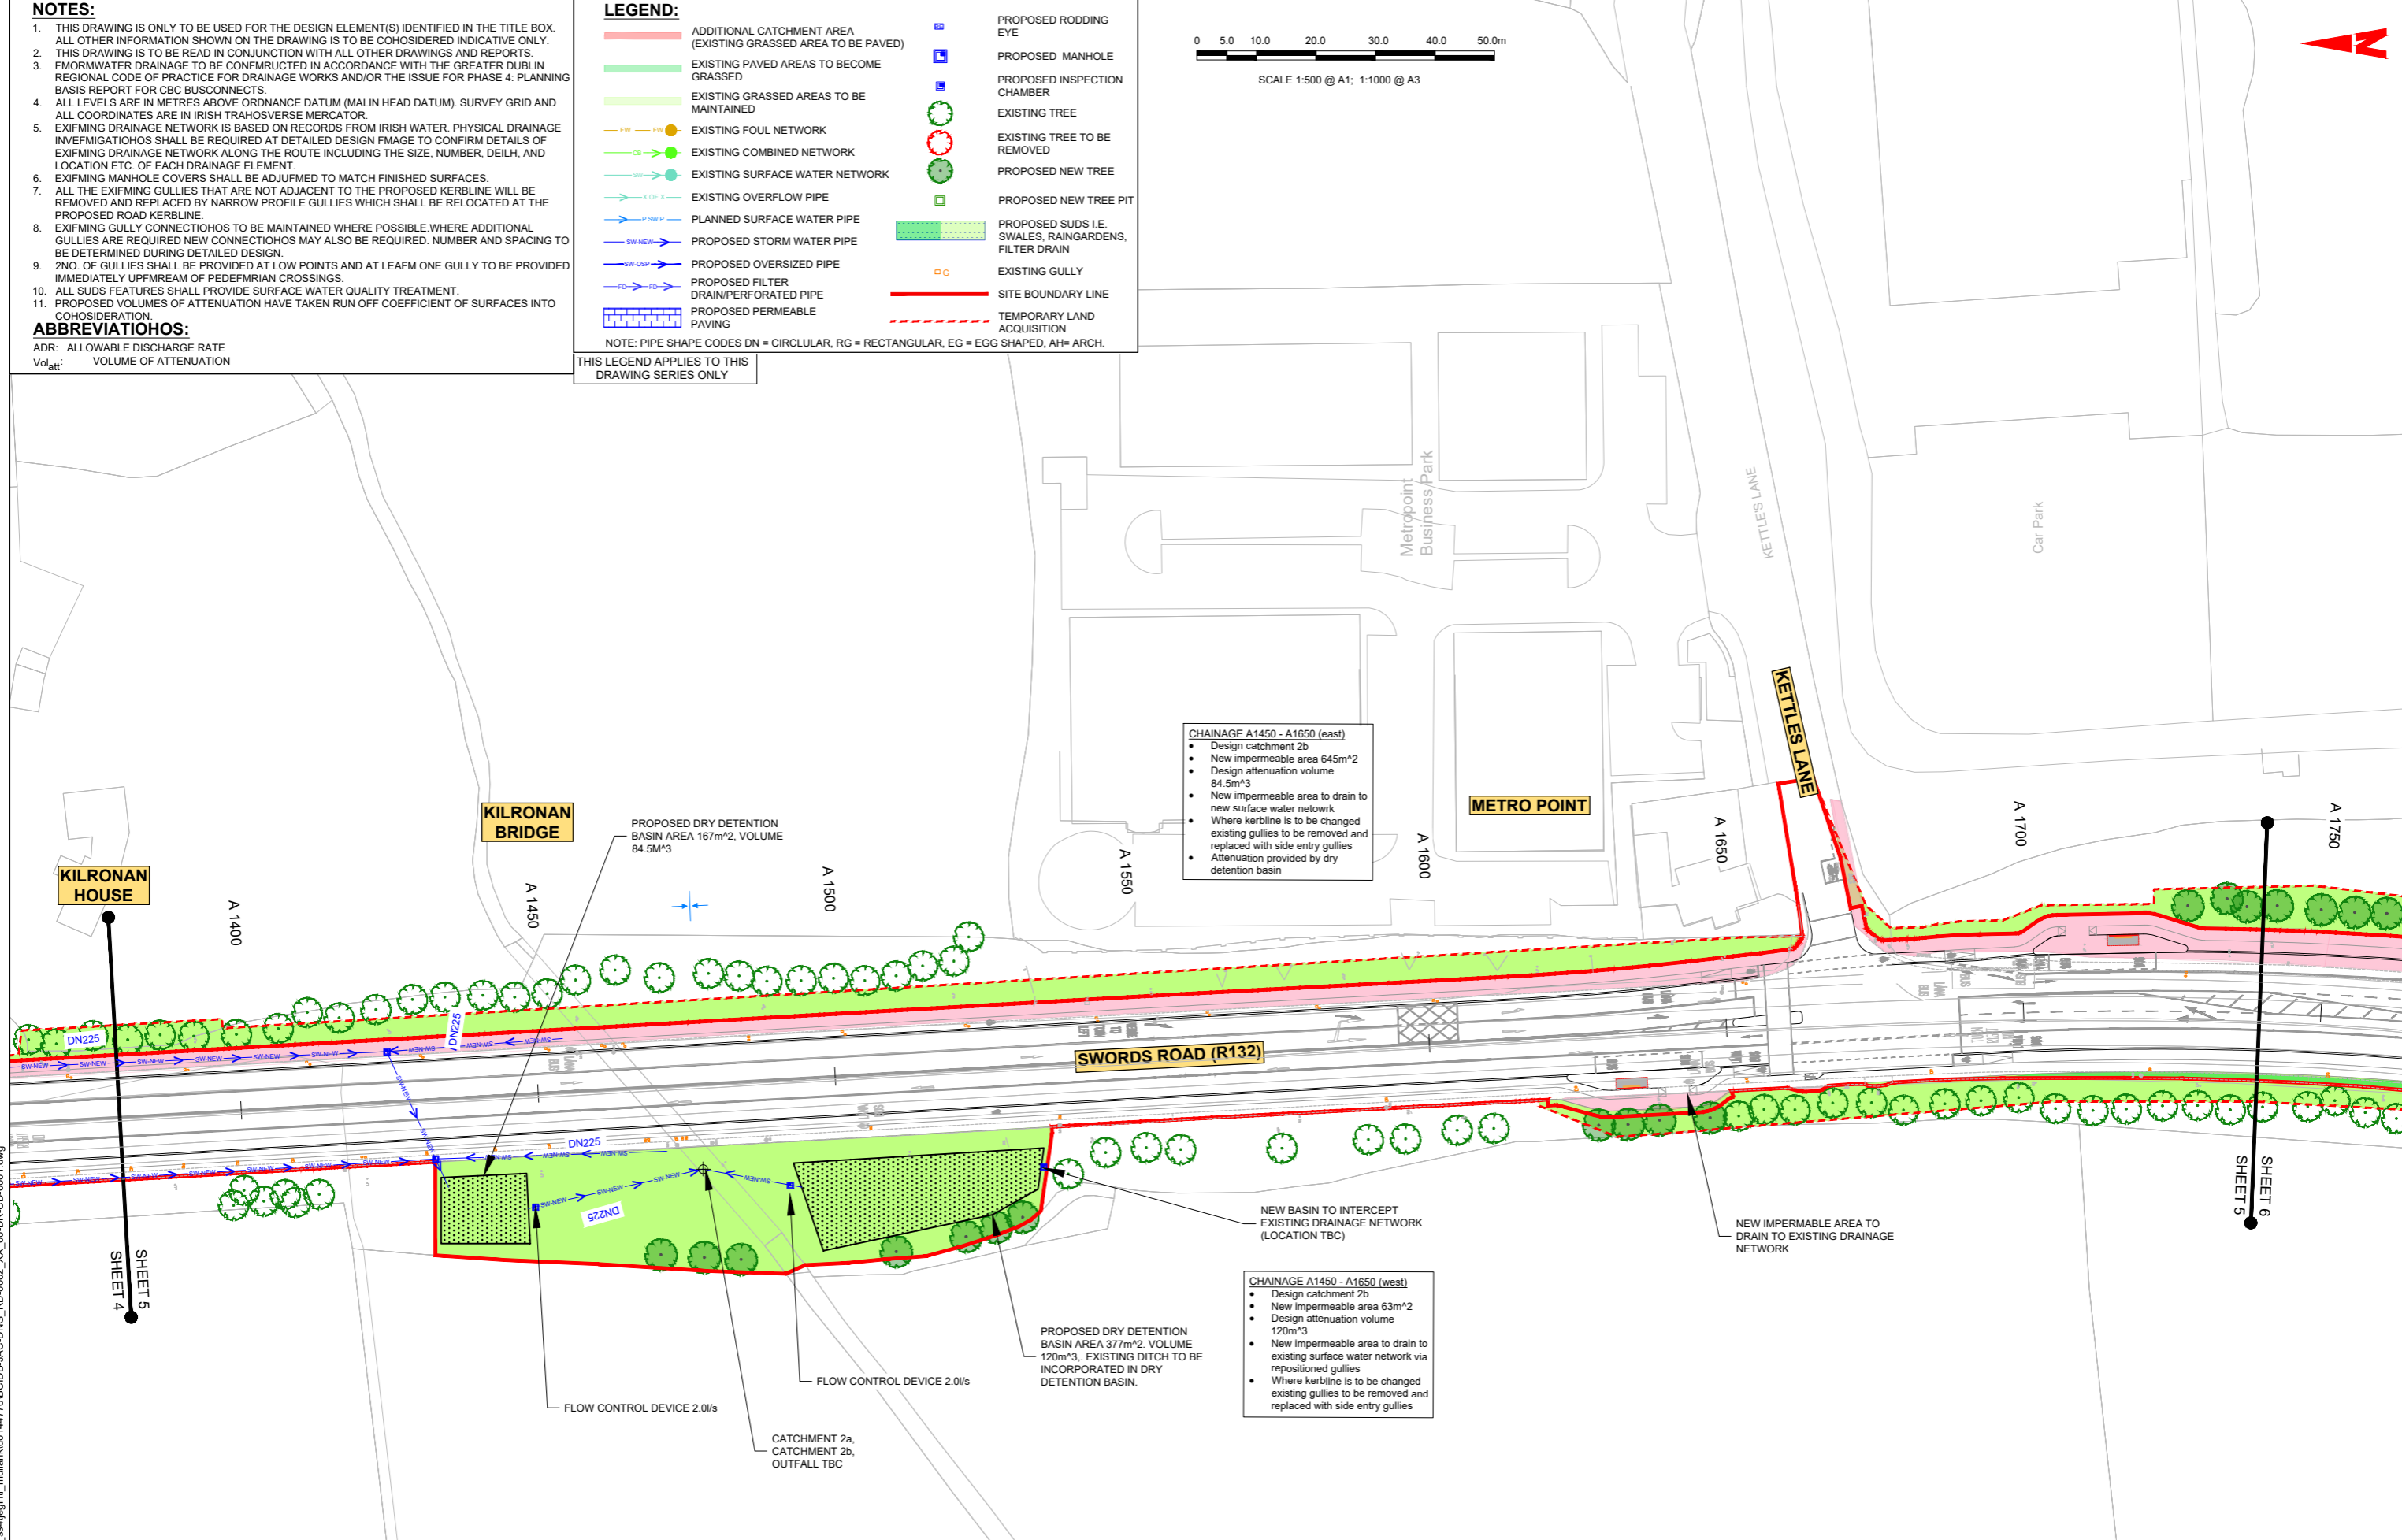 NOTES:
1. THIS DRAWING IS ONLY TO BE USED FOR THE DESIGN ELEMENT(S) IDENTIFIED IN THE TITLE BOX.
ALL OTHER INFORMATION SHOWN ON THE DRAWING IS TO BE COHOSIDERED INDICATIVE ONLY.
2. THIS DRAWING IS TO BE READ IN CONJUNCTION WITH ALL OTHER DRAWINGS AND REPORTS.
3. FMORMWATER DRAINAGE TO BE CONFMRUCTED IN ACCORDANCE WITH THE GREATER DUBLIN
REGIONAL CODE OF PRACTICE FOR DRAINAGE WORKS AND/OR THE ISSUE FOR PHASE 4: PLANNING
BASIS REPORT FOR CBC BUSCONNECTS.
4. ALL LEVELS ARE IN METRES ABOVE ORDNANCE DATUM (MALIN HEAD DATUM). SURVEY GRID AND
ALL COORDINATES ARE IN IRISH TRAHOSVERSE MERCATOR.
5. EXIFMING DRAINAGE NETWORK IS BASED ON RECORDS FROM IRISH WATER. PHYSICAL DRAINAGE
INVEFMIGATIOHOS SHALL BE REQUIRED AT DETAILED DESIGN FMAGE TO CONFIRM DETAILS OF
EXIFMING DRAINAGE NETWORK ALONG THE ROUTE INCLUDING THE SIZE, NUMBER, DEILH, AND
LOCATION ETC. OF EACH DRAINAGE ELEMENT.
6. EXIFMING MANHOLE COVERS SHALL BE ADJUFMED TO MATCH FINISHED SURFACES.
7. ALL THE EXIFMING GULLIES THAT ARE NOT ADJACENT TO THE PROPOSED KERBLINE WILL BE
REMOVED AND REPLACED BY NARROW PROFILE GULLIES WHICH SHALL BE RELOCATED AT THE
PROPOSED ROAD KERBLINE.
8. EXIFMING GULLY CONNECTIOHOS TO BE MAINTAINED WHERE POSSIBLE.WHERE ADDITIONAL
GULLIES ARE REQUIRED NEW CONNECTIOHOS MAY ALSO BE REQUIRED. NUMBER AND SPACING TO
BE DETERMINED DURING DETAILED DESIGN.
9. 2NO. OF GULLIES SHALL BE PROVIDED AT LOW POINTS AND AT LEAFM ONE GULLY TO BE PROVIDED
IMMEDIATELY UPFMREAM OF PEDEFMRIAN CROSSINGS.
10. ALL SUDS FEATURES SHALL PROVIDE SURFACE WATER QUALITY TREATMENT.
11. PROPOSED VOLUMES OF ATTENUATION HAVE TAKEN RUN OFF COEFFICIENT OF SURFACES INTO
COHOSIDERATION.
ABBREVIATIOHOS:
ADR: ALLOWABLE DISCHARGE RATE
Volatt: VOLUME OF ATTENUATION
LEGEND:
ADDITIONAL CATCHMENT AREA
(EXISTING GRASSED AREA TO BE PAVED)
EXISTING PAVED AREAS TO BECOME
GRASSED
EXISTING GRASSED AREAS TO BE
MAINTAINED
FW FW EXISTING FOUL NETWORK
CB EXISTING COMBINED NETWORK
SW EXISTING SURFACE WATER NETWORK
X OF X EXISTING OVERFLOW PIPE
P SW P PLANNED SURFACE WATER PIPE
SW-NEW PROPOSED STORM WATER PIPE
SW-OSP PROPOSED OVERSIZED PIPE
FD FD PROPOSED FILTER
DRAIN/PERFORATED PIPE
PROPOSED PERMEABLE
PAVING
PROPOSED RODDING
EYE
PROPOSED MANHOLE
PROPOSED INSPECTION
CHAMBER
EXISTING TREE
EXISTING TREE TO BE
REMOVED
PROPOSED NEW TREE
PROPOSED NEW TREE PIT
PROPOSED SUDS I.E.
SWALES, RAINGARDENS,
FILTER DRAIN
G EXISTING GULLY
SITE BOUNDARY LINE
TEMPORARY LAND
ACQUISITION
NOTE: PIPE SHAPE CODES DN = CIRCLULAR, RG = RECTANGULAR, EG = EGG SHAPED, AH= ARCH.
THIS LEGEND APPLIES TO THIS
DRAWING SERIES ONLY
0 5.0 10.0 20.0 30.0 40.0 50.0m
SCALE 1:500 @ A1; 1:1000 @ A3
N
Metropoint
Business Park
KETTLE'S LANE
Car Park
KETTLES LANE
METRO POINT
CHAINAGE A1450 - A1650 (east)
• Design catchment 2b
• New impermeable area 645m^2
• Design attenuation volume
84.5m^3
• New impermeable area to drain to
new surface water netowrk
• Where kerbline is to be changed
existing gullies to be removed and
replaced with side entry gullies
• Attenuation provided by dry
detention basin
KILRONAN
BRIDGE
PROPOSED DRY DETENTION
BASIN AREA 167m^2, VOLUME
84.5M^3
KILRONAN
HOUSE
A 1400
A 1450
A 1500
A 1550
A 1600
A 1650
A 1700
A 1750
DN225
DN225
SWORDS ROAD (R132)
DN225
DN225
SHEET 5
SHEET 4
SHEET 6
SHEET 5
NEW BASIN TO INTERCEPT
EXISTING DRAINAGE NETWORK
(LOCATION TBC)
NEW IMPERMABLE AREA TO
DRAIN TO EXISTING DRAINAGE
NETWORK
CHAINAGE A1450 - A1650 (west)
• Design catchment 2b
• New impermeable area 63m^2
• Design attenuation volume
120m^3
• New impermeable area to drain to
existing surface water network via
repositioned gullies
• Where kerbline is to be changed
existing gullies to be removed and
replaced with side entry gullies
PROPOSED DRY DETENTION
BASIN AREA 377m^2. VOLUME
120m^3,. EXISTING DITCH TO BE
INCORPORATED IN DRY
DETENTION BASIN.
FLOW CONTROL DEVICE 2.0l/s
FLOW CONTROL DEVICE 2.0l/s
CATCHMENT 2a,
CATCHMENT 2b,
OUTFALL TBC